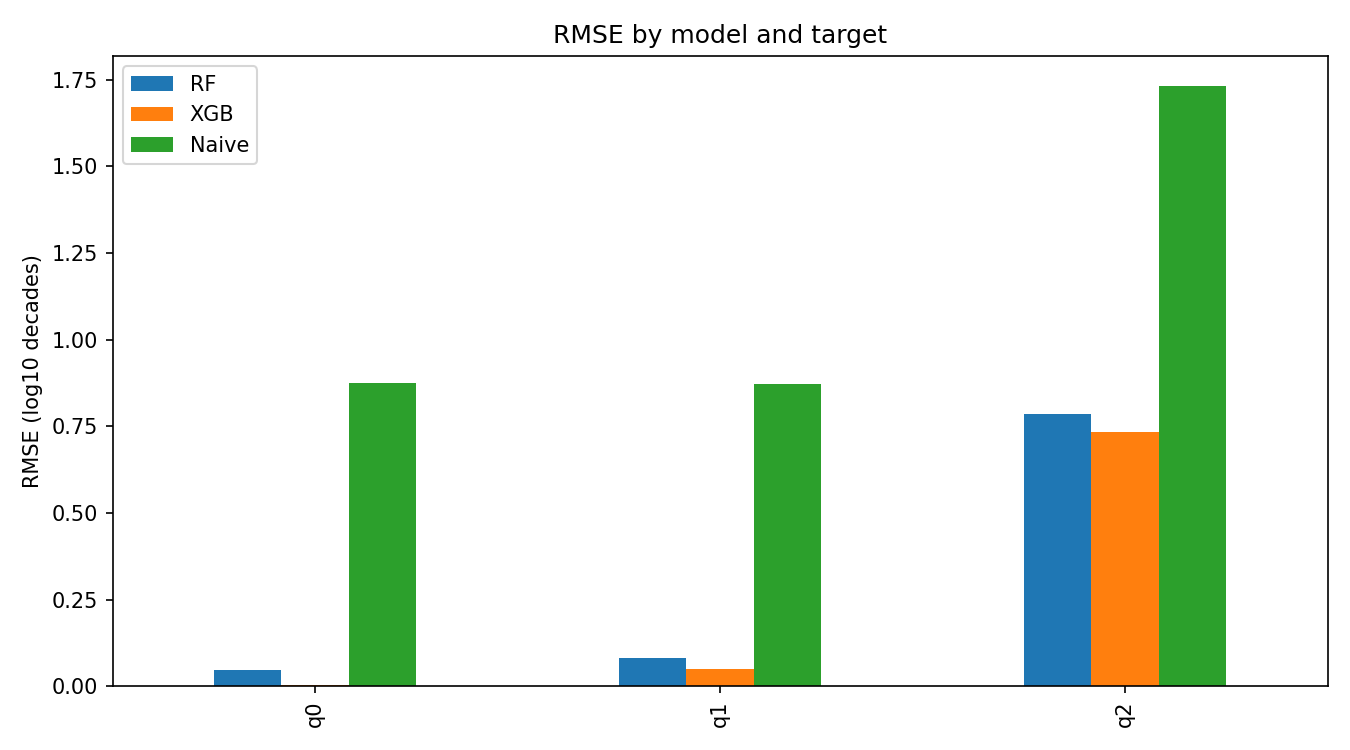 RMSE by model and target
RF
XGB
Naive
RMSE (log10 decades)
1.75
1.50
1.25
1.00
0.75
0.50
0.25
0.00
q0
q1
q2